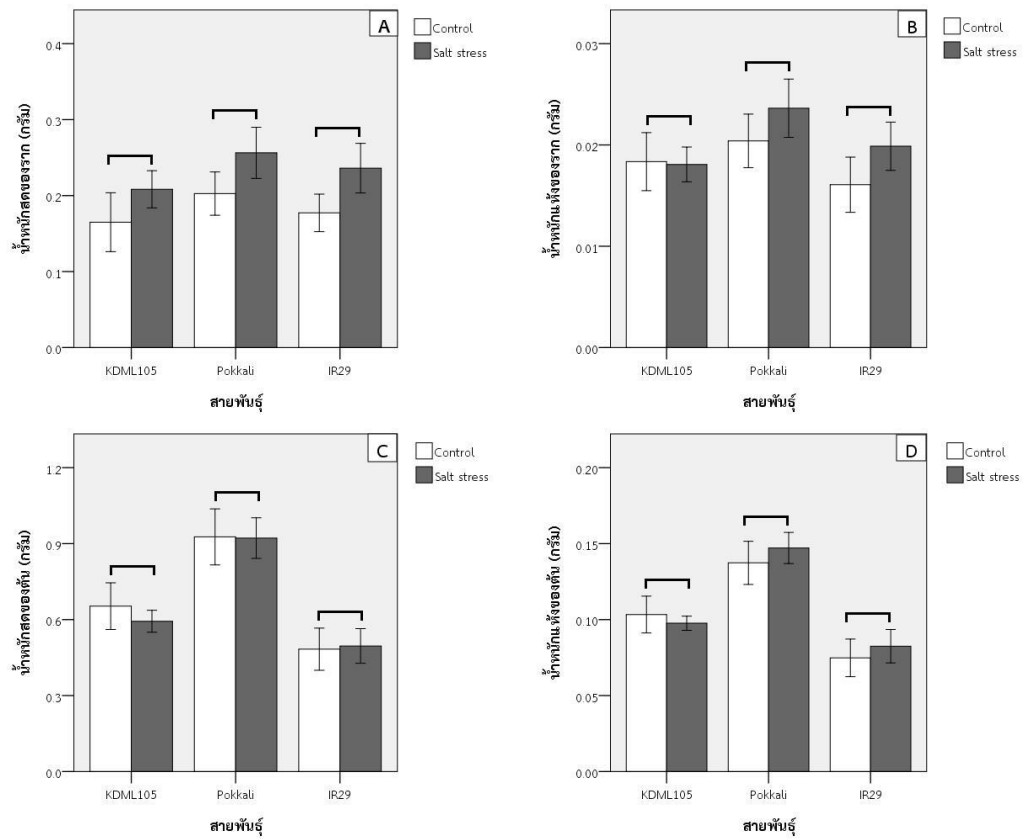 A
Control
Salt stress
น้ำหนักสดของราก (กรัม)
0.4
0.3
0.2
0.1
0.0
KDML105
Pokkali
IR29
สายพันธุ์
B
Control
Salt stress
น้ำหนักแห้งของราก (กรัม)
0.03
0.02
0.01
0.00
KDML105
Pokkali
IR29
สายพันธุ์
C
Control
Salt stress
น้ำหนักสดของต้น (กรัม)
1.2
0.9
0.6
0.3
0.0
KDML105
Pokkali
IR29
สายพันธุ์
D
Control
Salt stress
น้ำหนักแห้งของต้น (กรัม)
0.20
0.15
0.10
0.05
0.00
KDML105
Pokkali
IR29
สายพันธุ์